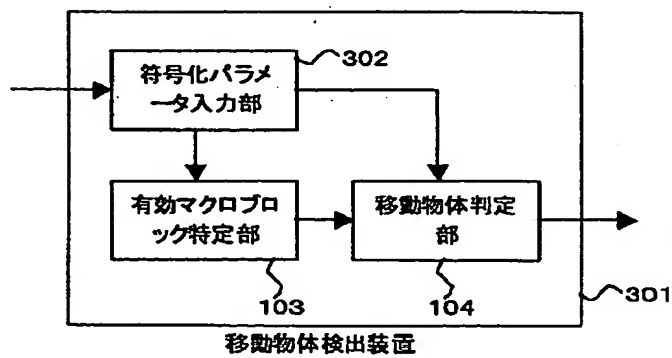 符号化パラメ
ータ入力部
302
有効マクロブロ
ック特定部
移動物体判定
部
103
104
301
移動物体検出装置